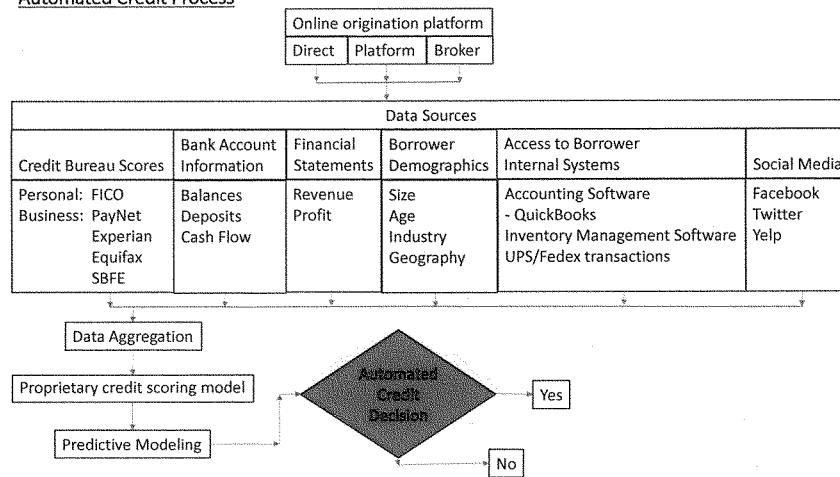 Automated Credit Process
Online origination platform
Direct Platform Broker
Data Sources
Credit Bureau Scores
Bank Account
Information
Financial
Statements
Borrower
Demographics
Access to Borrower
Internal Systems
Social Media
Personal: FICO
Business: PayNet
Experian
Equifax
SBFE
Balances
Deposits
Cash Flow
Revenue
Profit
Size
Age
Industry
Geography
Accounting Software
- QuickBooks
Inventory Management Software
UPS/Fedex transactions
Facebook
Twitter
Yelp
Data Aggregation
Proprietary credit scoring model
Predictive Modeling
Automated
Credit
Decision
Yes
No